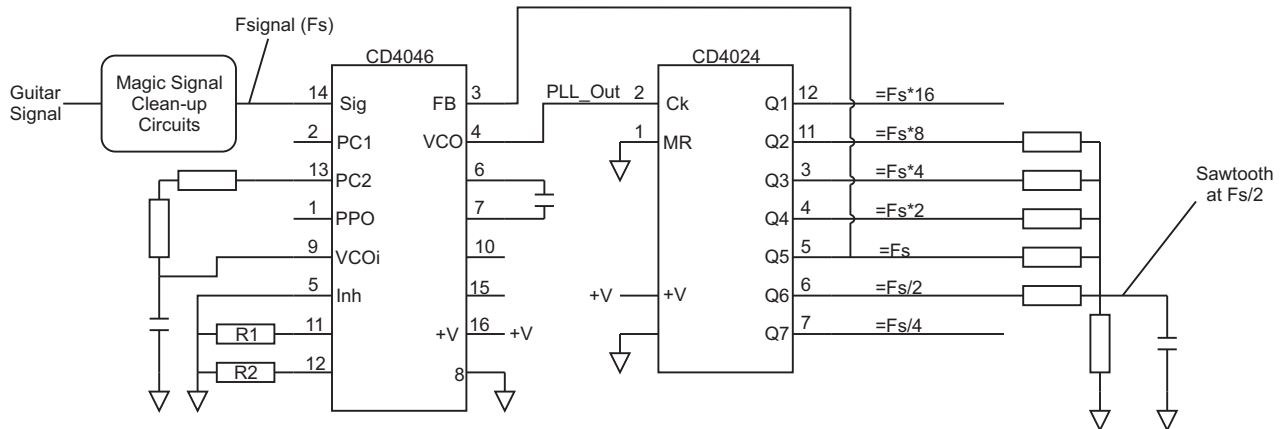 Fsignal (Fs)
Guitar
Signal
Magic Signal
Clean-up
Circuits
CD4046
14 Sig
2 PC1
13 PC2
1 PPO
9 VCOi
5 Inh
11
12
R1
R2
FB 3
VCO 4
6
7
10
15
+V 16 +V
8
PLL_Out
CD4024
2 Ck
1 MR
+V +V
Q1 12 =Fs*16
Q2 11 =Fs*8
Q3 3 =Fs*4
Q4 4 =Fs*2
Q5 5 =Fs
Q6 6 =Fs/2
Q7 7 =Fs/4
Sawtooth
at Fs/2